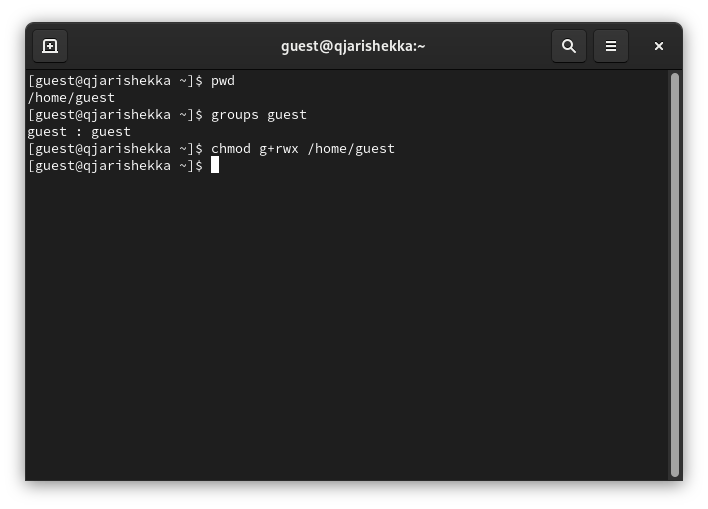 guest@qjarishekka:~
[guest@qjarishekka ~]$ pwd
/home/guest
[guest@qjarishekka ~]$ groups guest
guest : guest
[guest@qjarishekka ~]$ chmod g+rwx /home/guest
[guest@qjarishekka ~]$